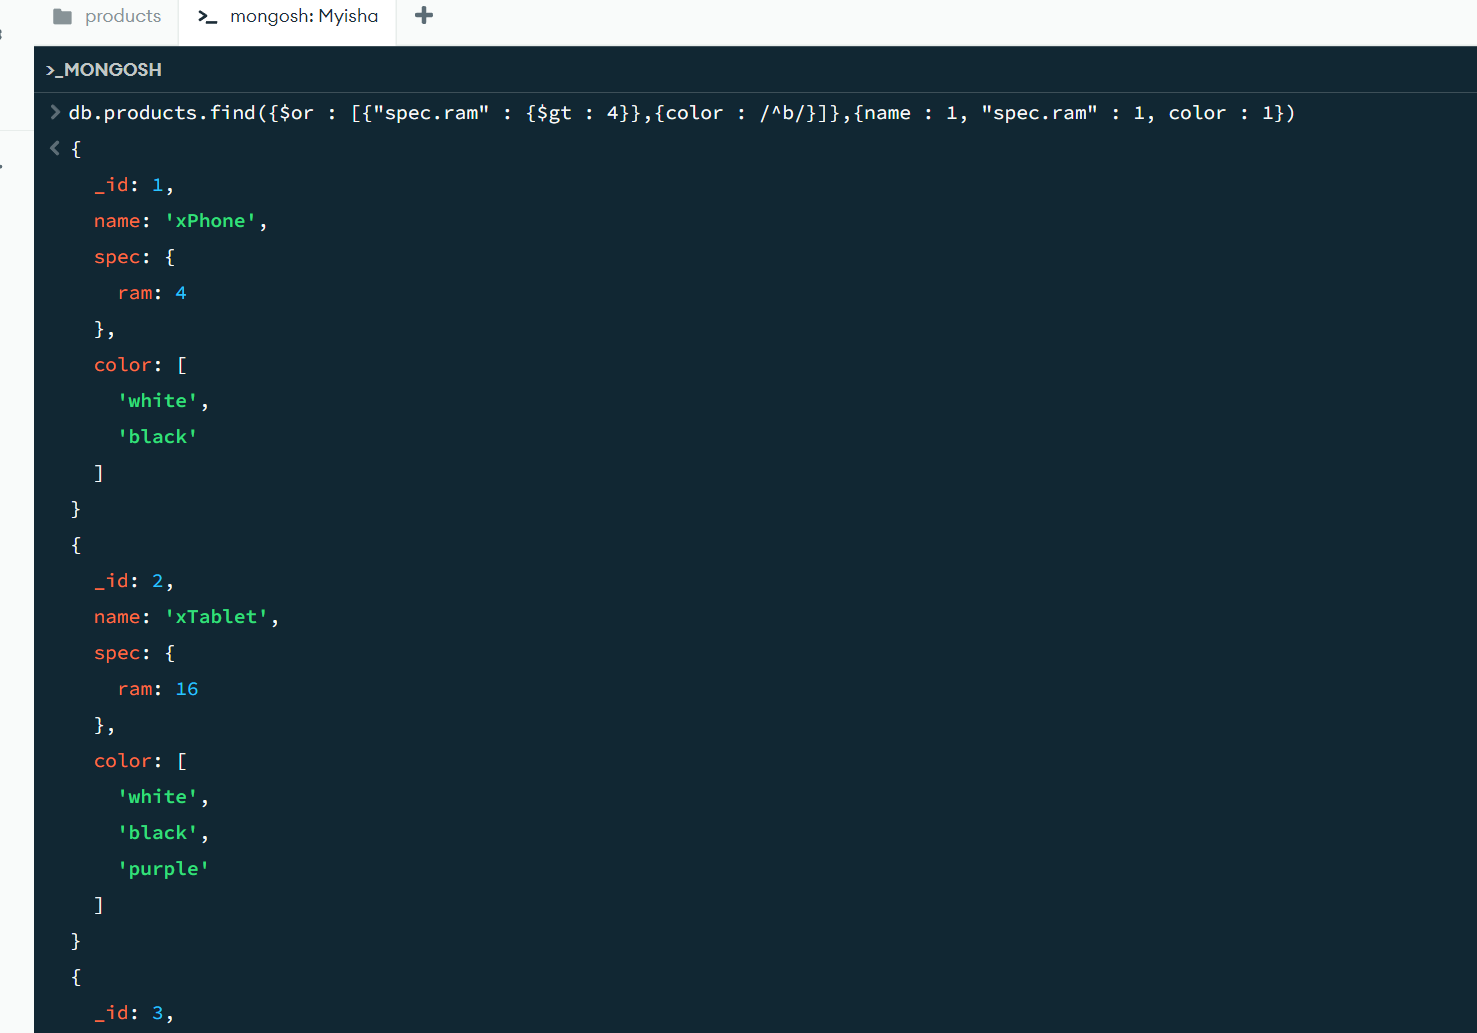 products
mongosh: Myisha
>_MONGOSH
> db.products.find({$or : [{"spec.ram" : {$gt : 4}},{color : /^b/}]},{name : 1, "spec.ram" : 1, color : 1})
< {
_id: 1,
name: 'xPhone',
spec: {
ram: 4
},
color: [
'white',
'black'
]
}
{
_id: 2,
name: 'xTablet',
spec: {
ram: 16
},
color: [
'white',
'black',
'purple'
]
}
{
_id: 3,